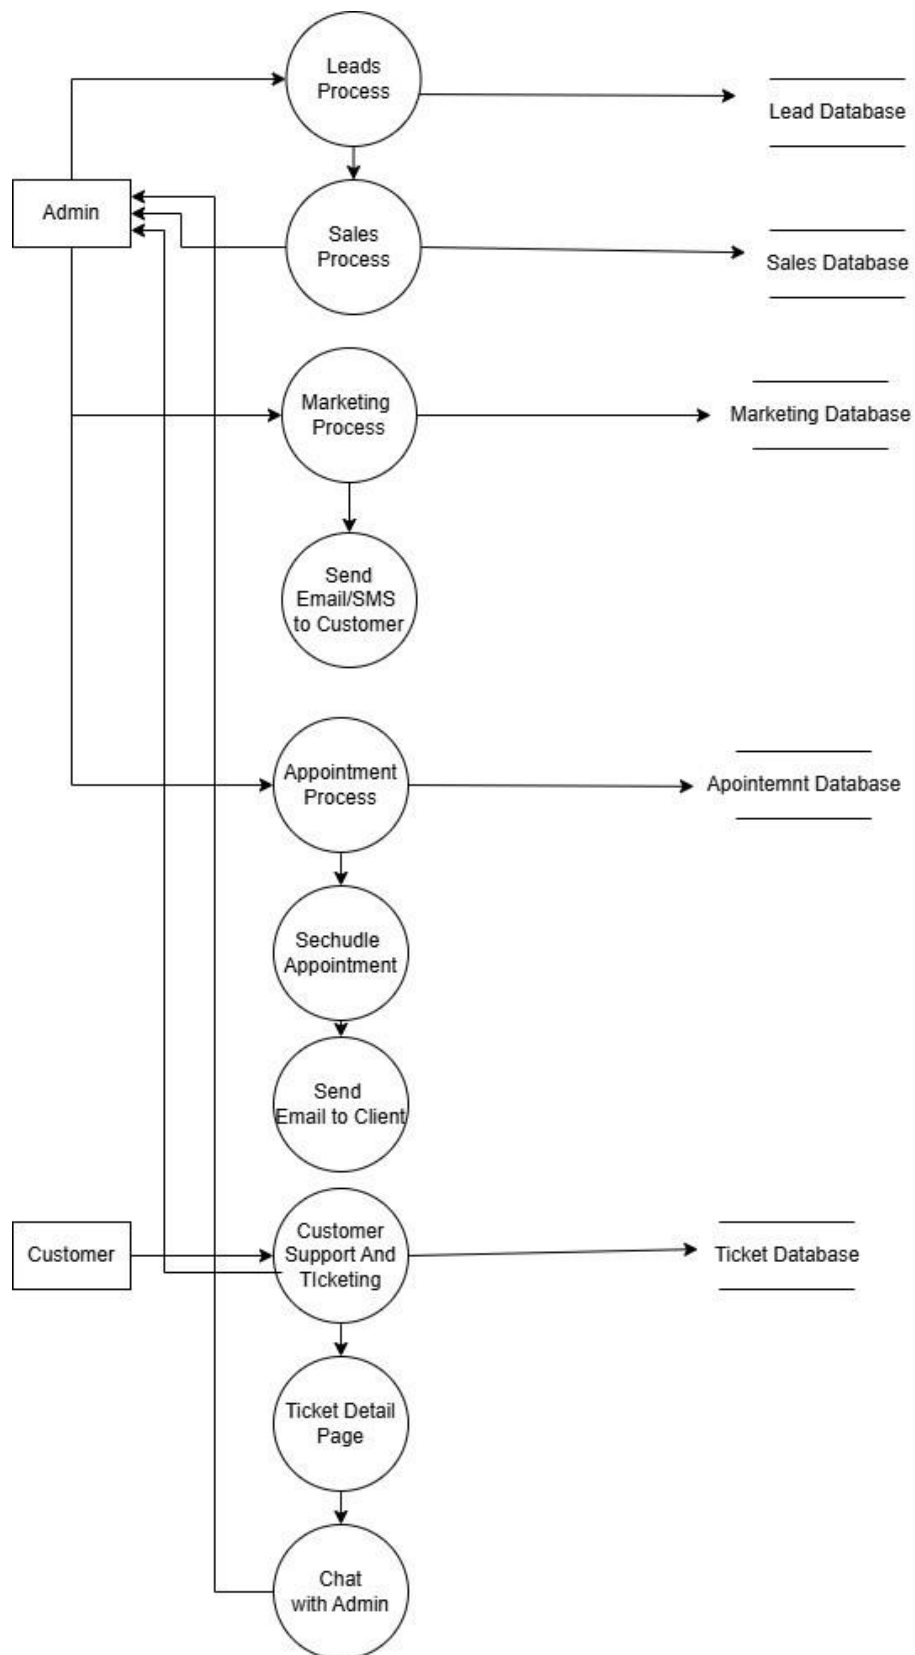 Leads
Process
Lead Database
Admin
Sales
Process
Sales Database
Marketing
Process
Marketing Database
Send
Email/SMS
to Customer
Appointment
Process
Apointemnt Database
Sechudle
Appointment
Send
Email to Client
Customer
Customer
Support And
TIcketing
Ticket Database
Ticket Detail
Page
Chat
with Admin